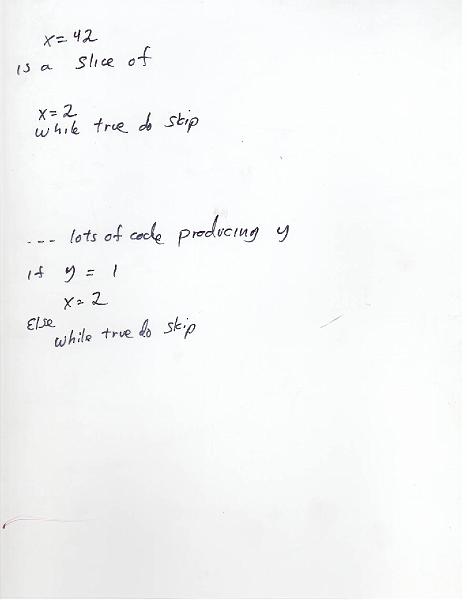 x=42
is a slice of
x=2
while true do skip
--- lots of code producing y
if y = 1
x=2
Else
while true do skip